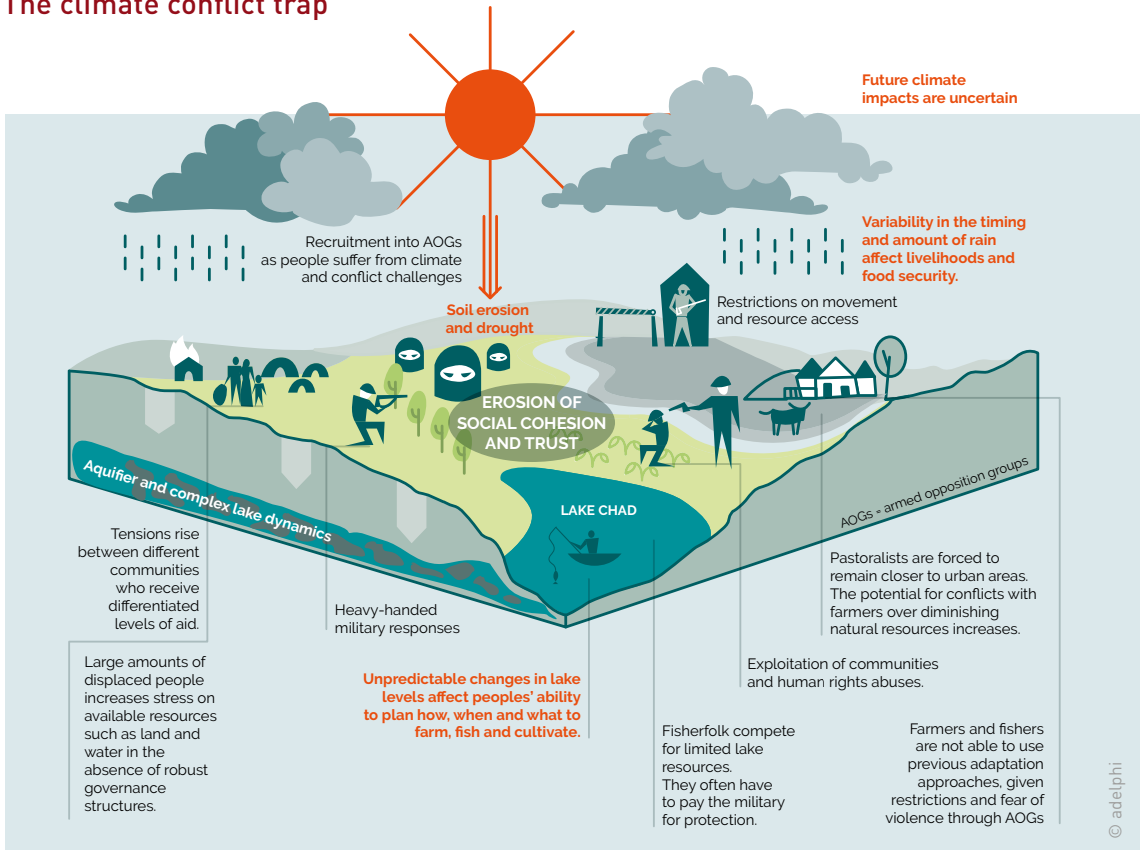 The climate conflict trap
Future climate
impacts are uncertain
Variability in the timing
and amount of rain
affect livelihoods and
food security.
Recruitment into AOGs
as people suffer from climate
and conflict challenges
Soil erosion
and drought
Restrictions on movement
and resource access
EROSION OF
SOCIAL COHESION
AND TRUST
Aquifier and complex lake dynamics
LAKE CHAD
AOGs = armed opposition groups
Tensions rise
between different
communities
who receive
differentiated
levels of aid.
Large amounts of
displaced people
increases stress on
available resources
such as land and
water in the
absence of robust
governance
structures.
Heavy-handed
military responses
Unpredictable changes in lake
levels affect peoples' ability
to plan how, when and what to
farm, fish and cultivate.
Pastoralists are forced to
remain closer to urban areas.
The potential for conflicts with
farmers over diminishing
natural resources increases.
Exploitation of communities
and human rights abuses.
Fisherfolk compete
for limited lake
resources.
They often have
to pay the military
for protection.
Farmers and fishers
are not able to use
previous adaptation
approaches, given
restrictions and fear of
violence through AOGs
© adelphi